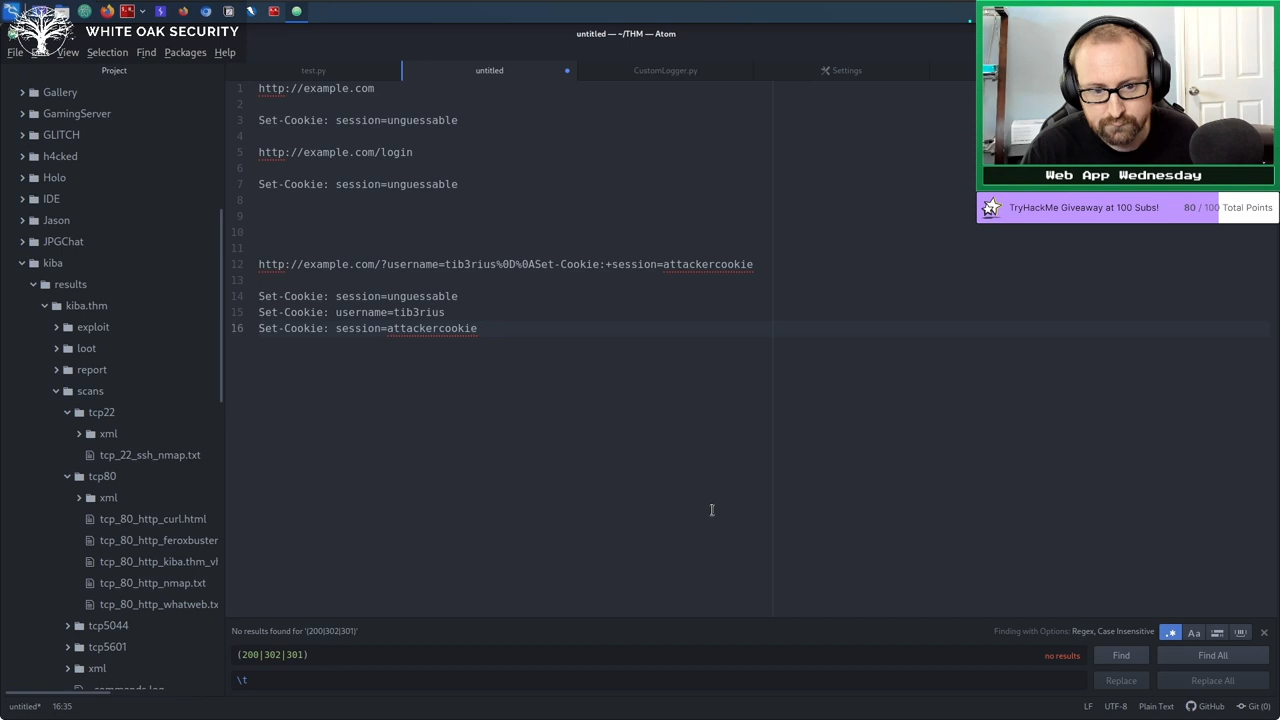 WHITE OAK SECURITY
untitled — ~/THM — Atom
File Edit View Selection Find Packages Help
Project
test.py
untitled
CustomLogger.py
Settings
Gallery
GamingServer
GLITCH
h4cked
Holo
IDE
Jason
JPGChat
kiba
results
kiba.thm
exploit
loot
report
scans
tcp22
xml
tcp_22_ssh_nmap.txt
tcp80
xml
tcp_80_http_curl.html
tcp_80_http_feroxbuster
tcp_80_http_kiba.thm_vh
tcp_80_http_nmap.txt
tcp_80_http_whatweb.tx
tcp5044
tcp5601
xml
_commands.log
1 http://example.com
2
3 Set-Cookie: session=unguessable
4
5 http://example.com/login
6
7 Set-Cookie: session=unguessable
8
9
10
11
12 http://example.com/?username=tib3rius%0D%0ASet-Cookie:+session=attackercookie
13
14 Set-Cookie: session=unguessable
15 Set-Cookie: username=tib3rius
16 Set-Cookie: session=attackercookie
Web App Wednesday
TryHackMe Giveaway at 100 Subs! 80 / 100 Total Points
No results found for '(200|302|301)'
Finding with Options: Regex, Case Insensitive
.* Aa
(200|302|301)
no results
Find
Find All
\t
Replace
Replace All
untitled* 16:35
LF UTF-8 Plain Text GitHub Git (0)